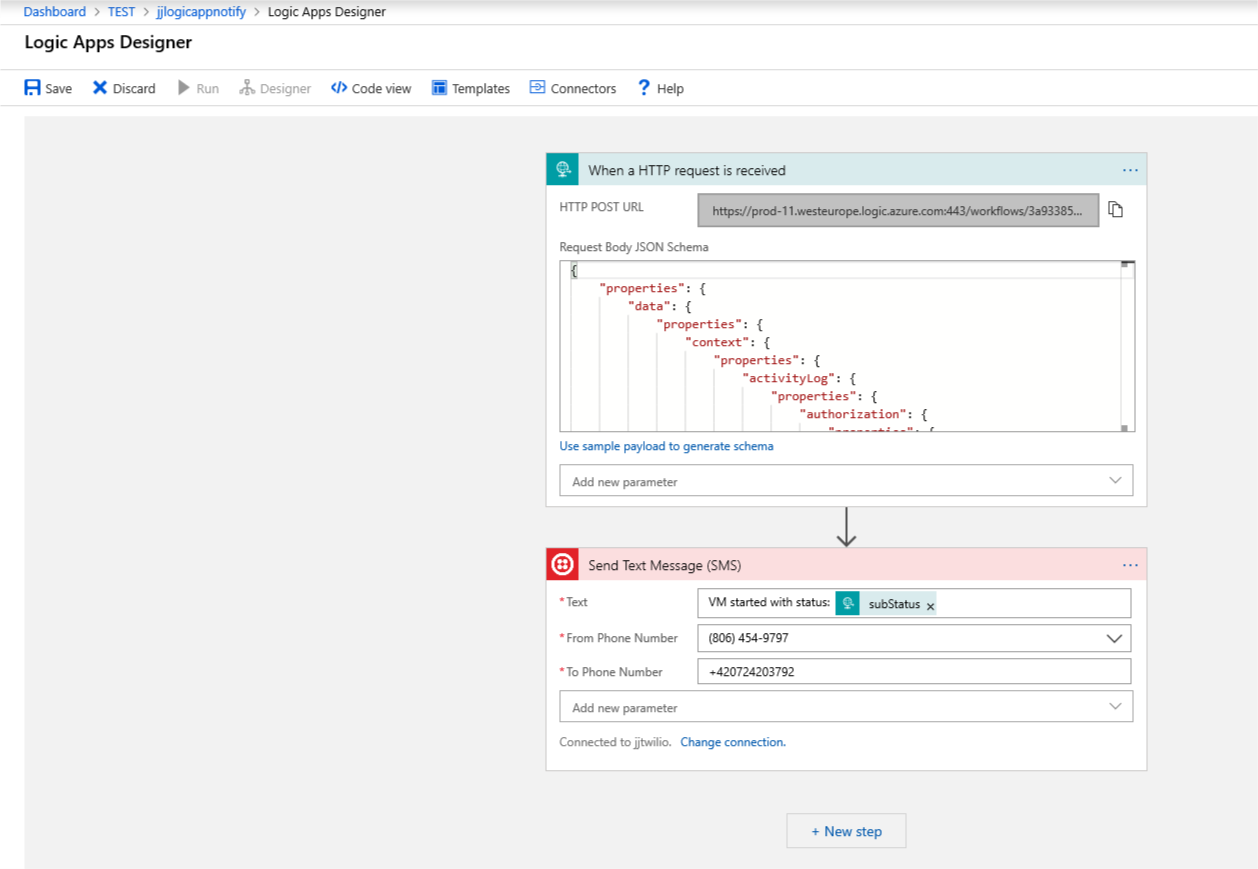 Dashboard > TEST > jjlogicappnotify > Logic Apps Designer
Logic Apps Designer
Save Discard Run Designer Code view Templates Connectors ? Help
When a HTTP request is received ...
HTTP POST URL https://prod-11.westeurope.logic.azure.com:443/workflows/3a93385...
Request Body JSON Schema
{
"properties": {
"data": {
"properties": {
"context": {
"properties": {
"activityLog": {
"properties": {
"authorization": {
"properties": {
Use sample payload to generate schema
Add new parameter
Send Text Message (SMS) ...
*Text VM started with status: subStatus x
*From Phone Number (806) 454-9797
*To Phone Number +420724203792
Add new parameter
Connected to jjtwilio. Change connection.
+ New step